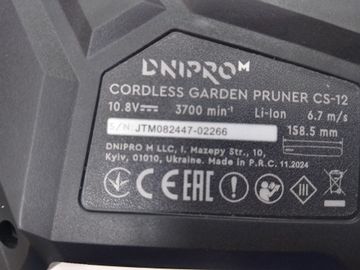 DNIPRO M
CORDLESS GARDEN PRUNER CS-12
10.8V⎓ 3700 min⁻¹ Li-Ion 6.7 m/s
S/N: JTM082447-02266 158.5 mm
DNIPRO M LLC, I. Mazepy Str., 10,
Kyiv, 01010, Ukraine. Made in P.R.C. 11.2024